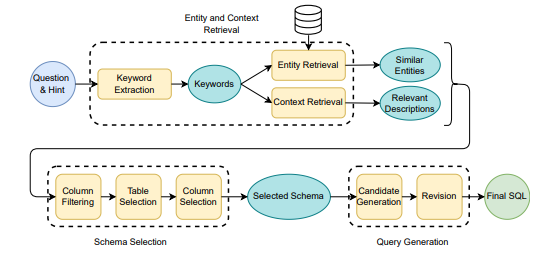 Entity and Context
Retrieval
Question
& Hint
Keyword
Extraction
Keywords
Entity Retrieval
Context Retrieval
Similar
Entities
Relevant
Descriptions
Column
Filtering
Table
Selection
Column
Selection
Selected Schema
Candidate
Generation
Revision
Final SQL
Schema Selection
Query Generation